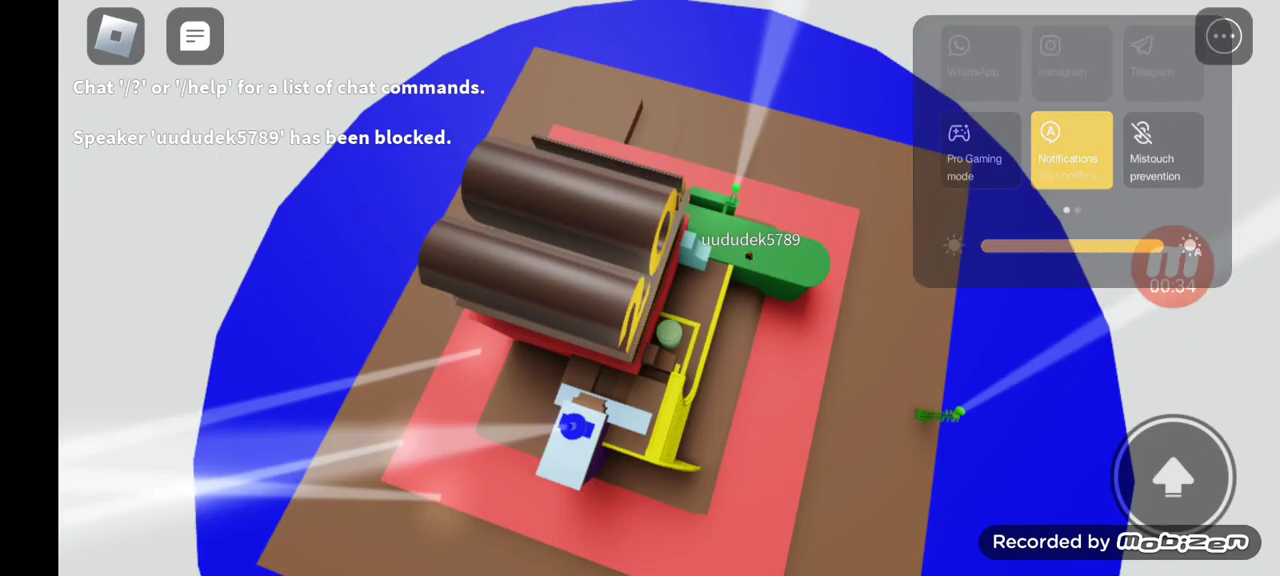 Chat '/?' or '/help' for a list of chat commands.
Speaker 'uududek5789' has been blocked.
uududek5789
WhatsApp
Instagram
Telegram
Pro Gaming
mode
Notifications
Mistouch
prevention
A
A
00:34
Recorded by Mobizen